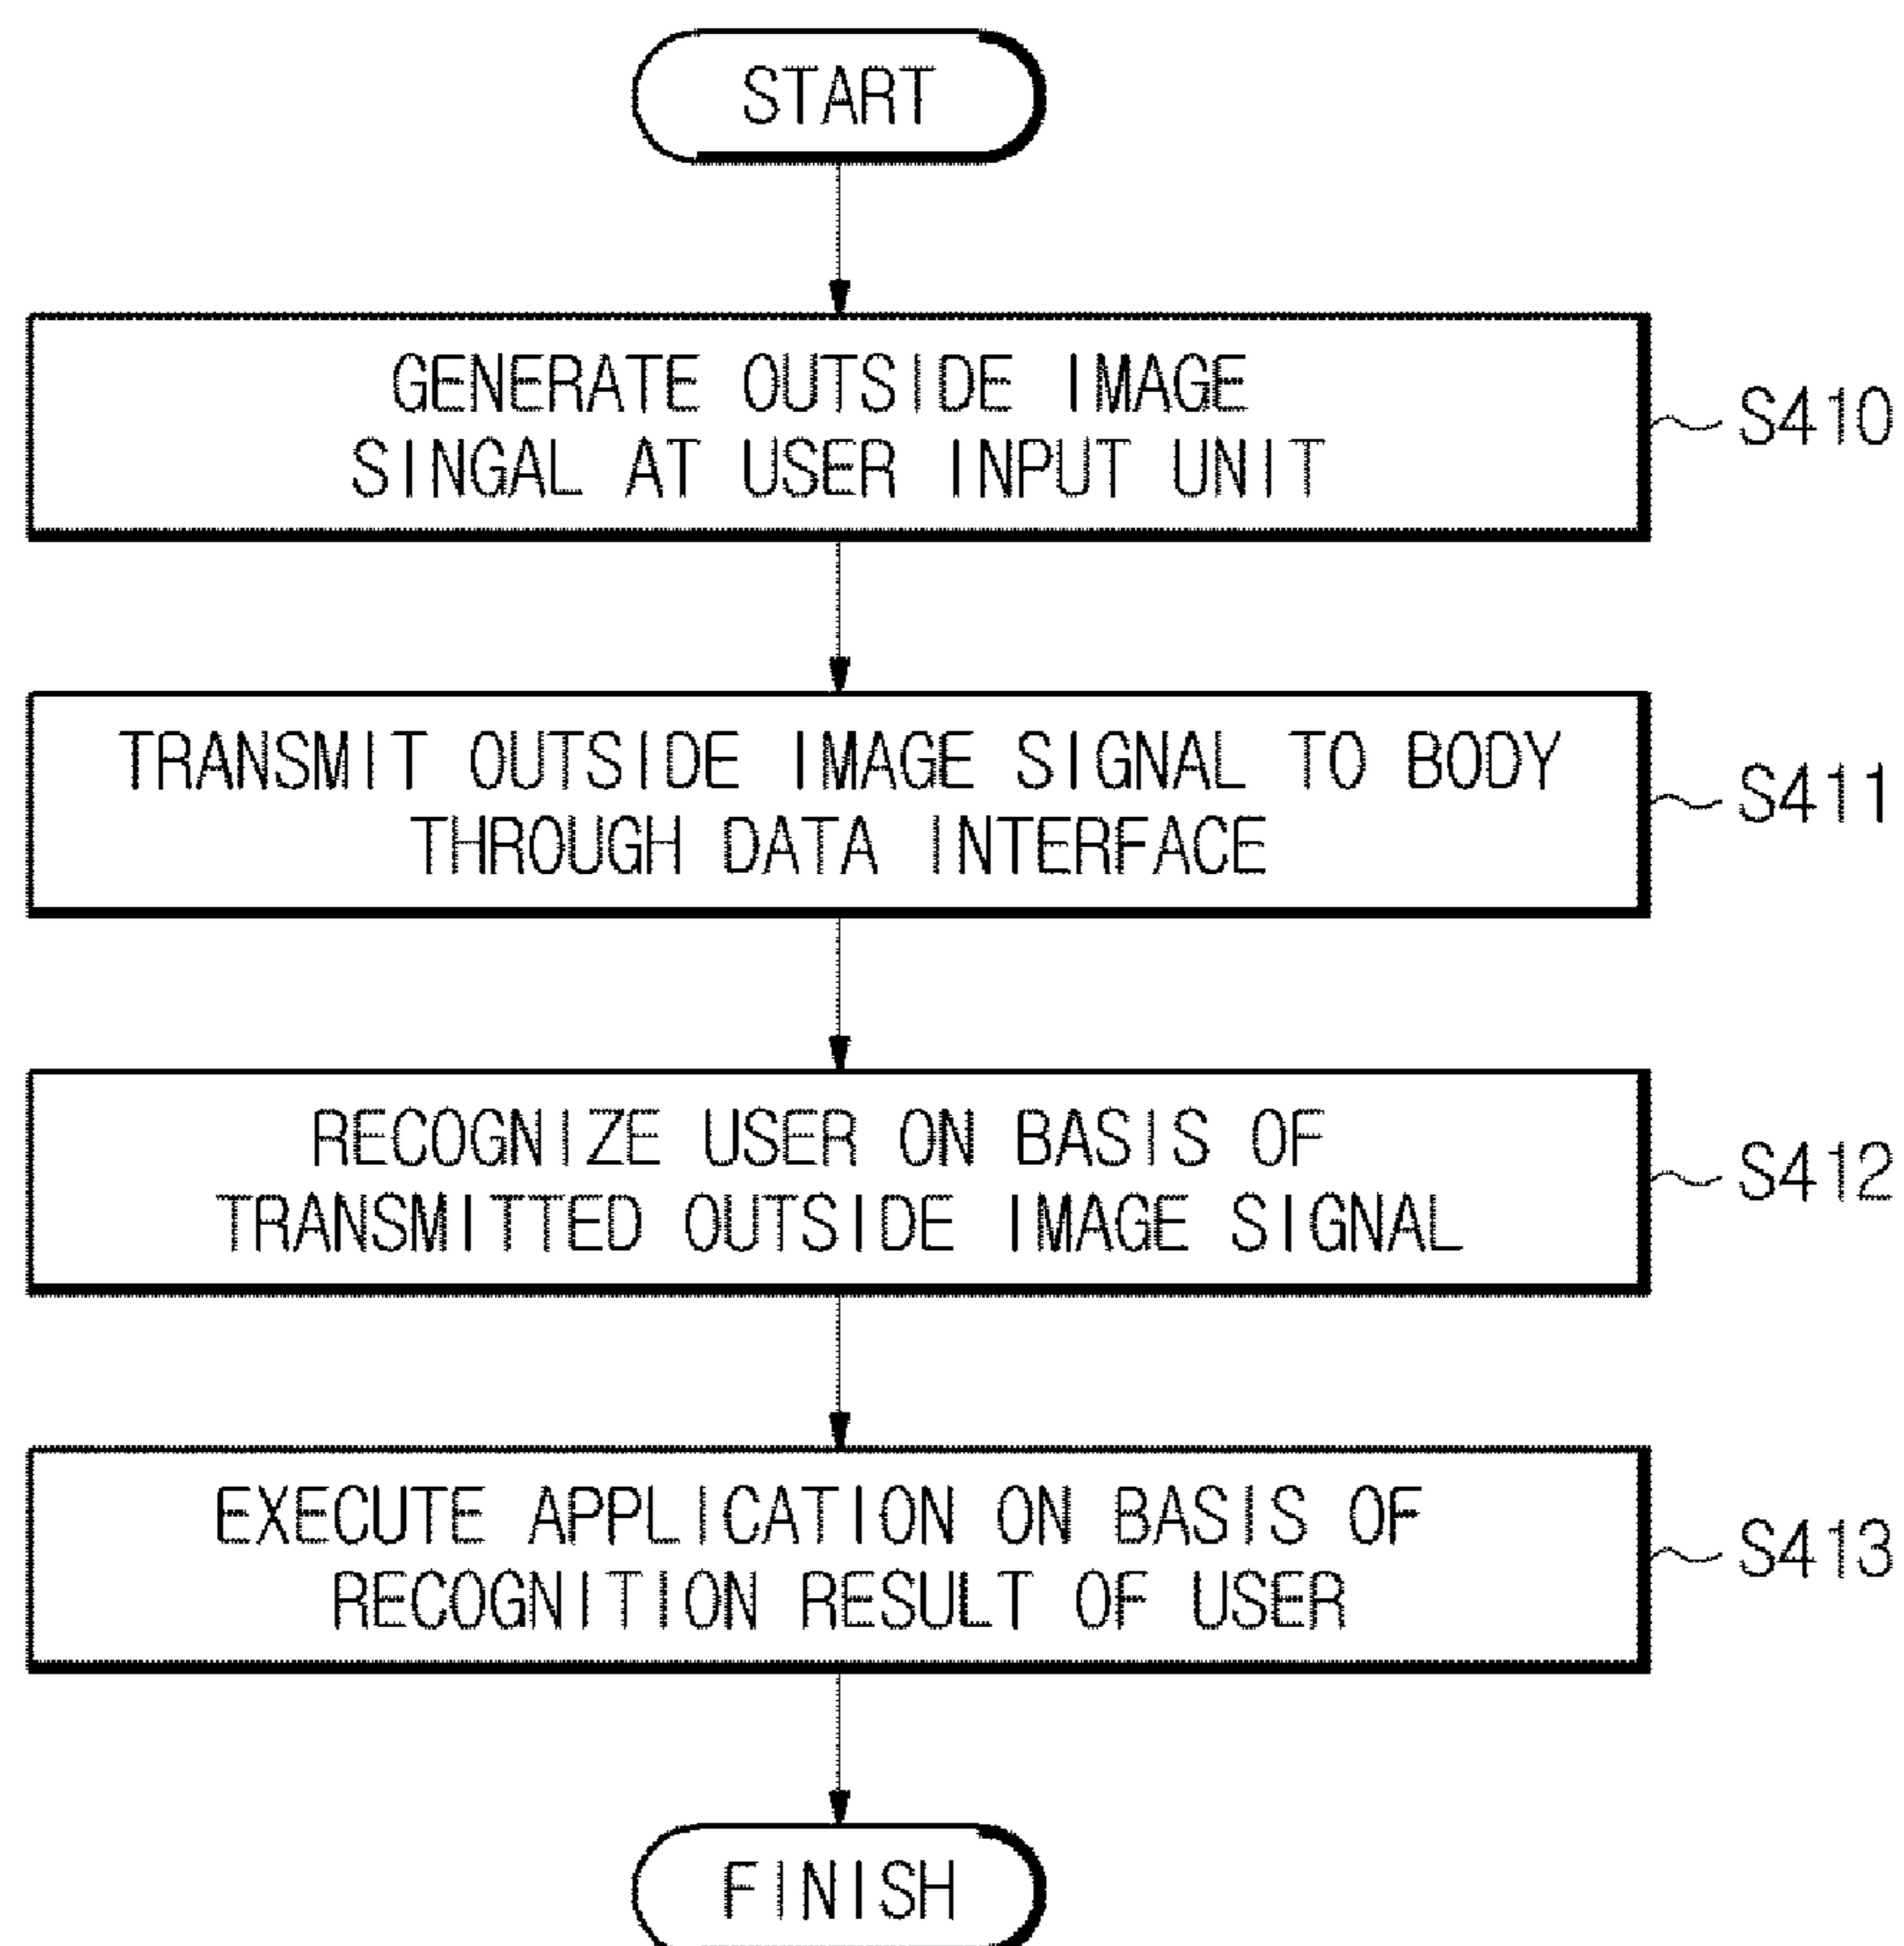 START
GENERATE OUTSIDE IMAGE
SINGAL AT USER INPUT UNIT
S410
TRANSMIT OUTSIDE IMAGE SIGNAL TO BODY
THROUGH DATA INTERFACE
S411
RECOGNIZE USER ON BASIS OF
TRANSMITTED OUTSIDE IMAGE SIGNAL
S412
EXECUTE APPLICATION ON BASIS OF
RECOGNITION RESULT OF USER
S413
FINISH